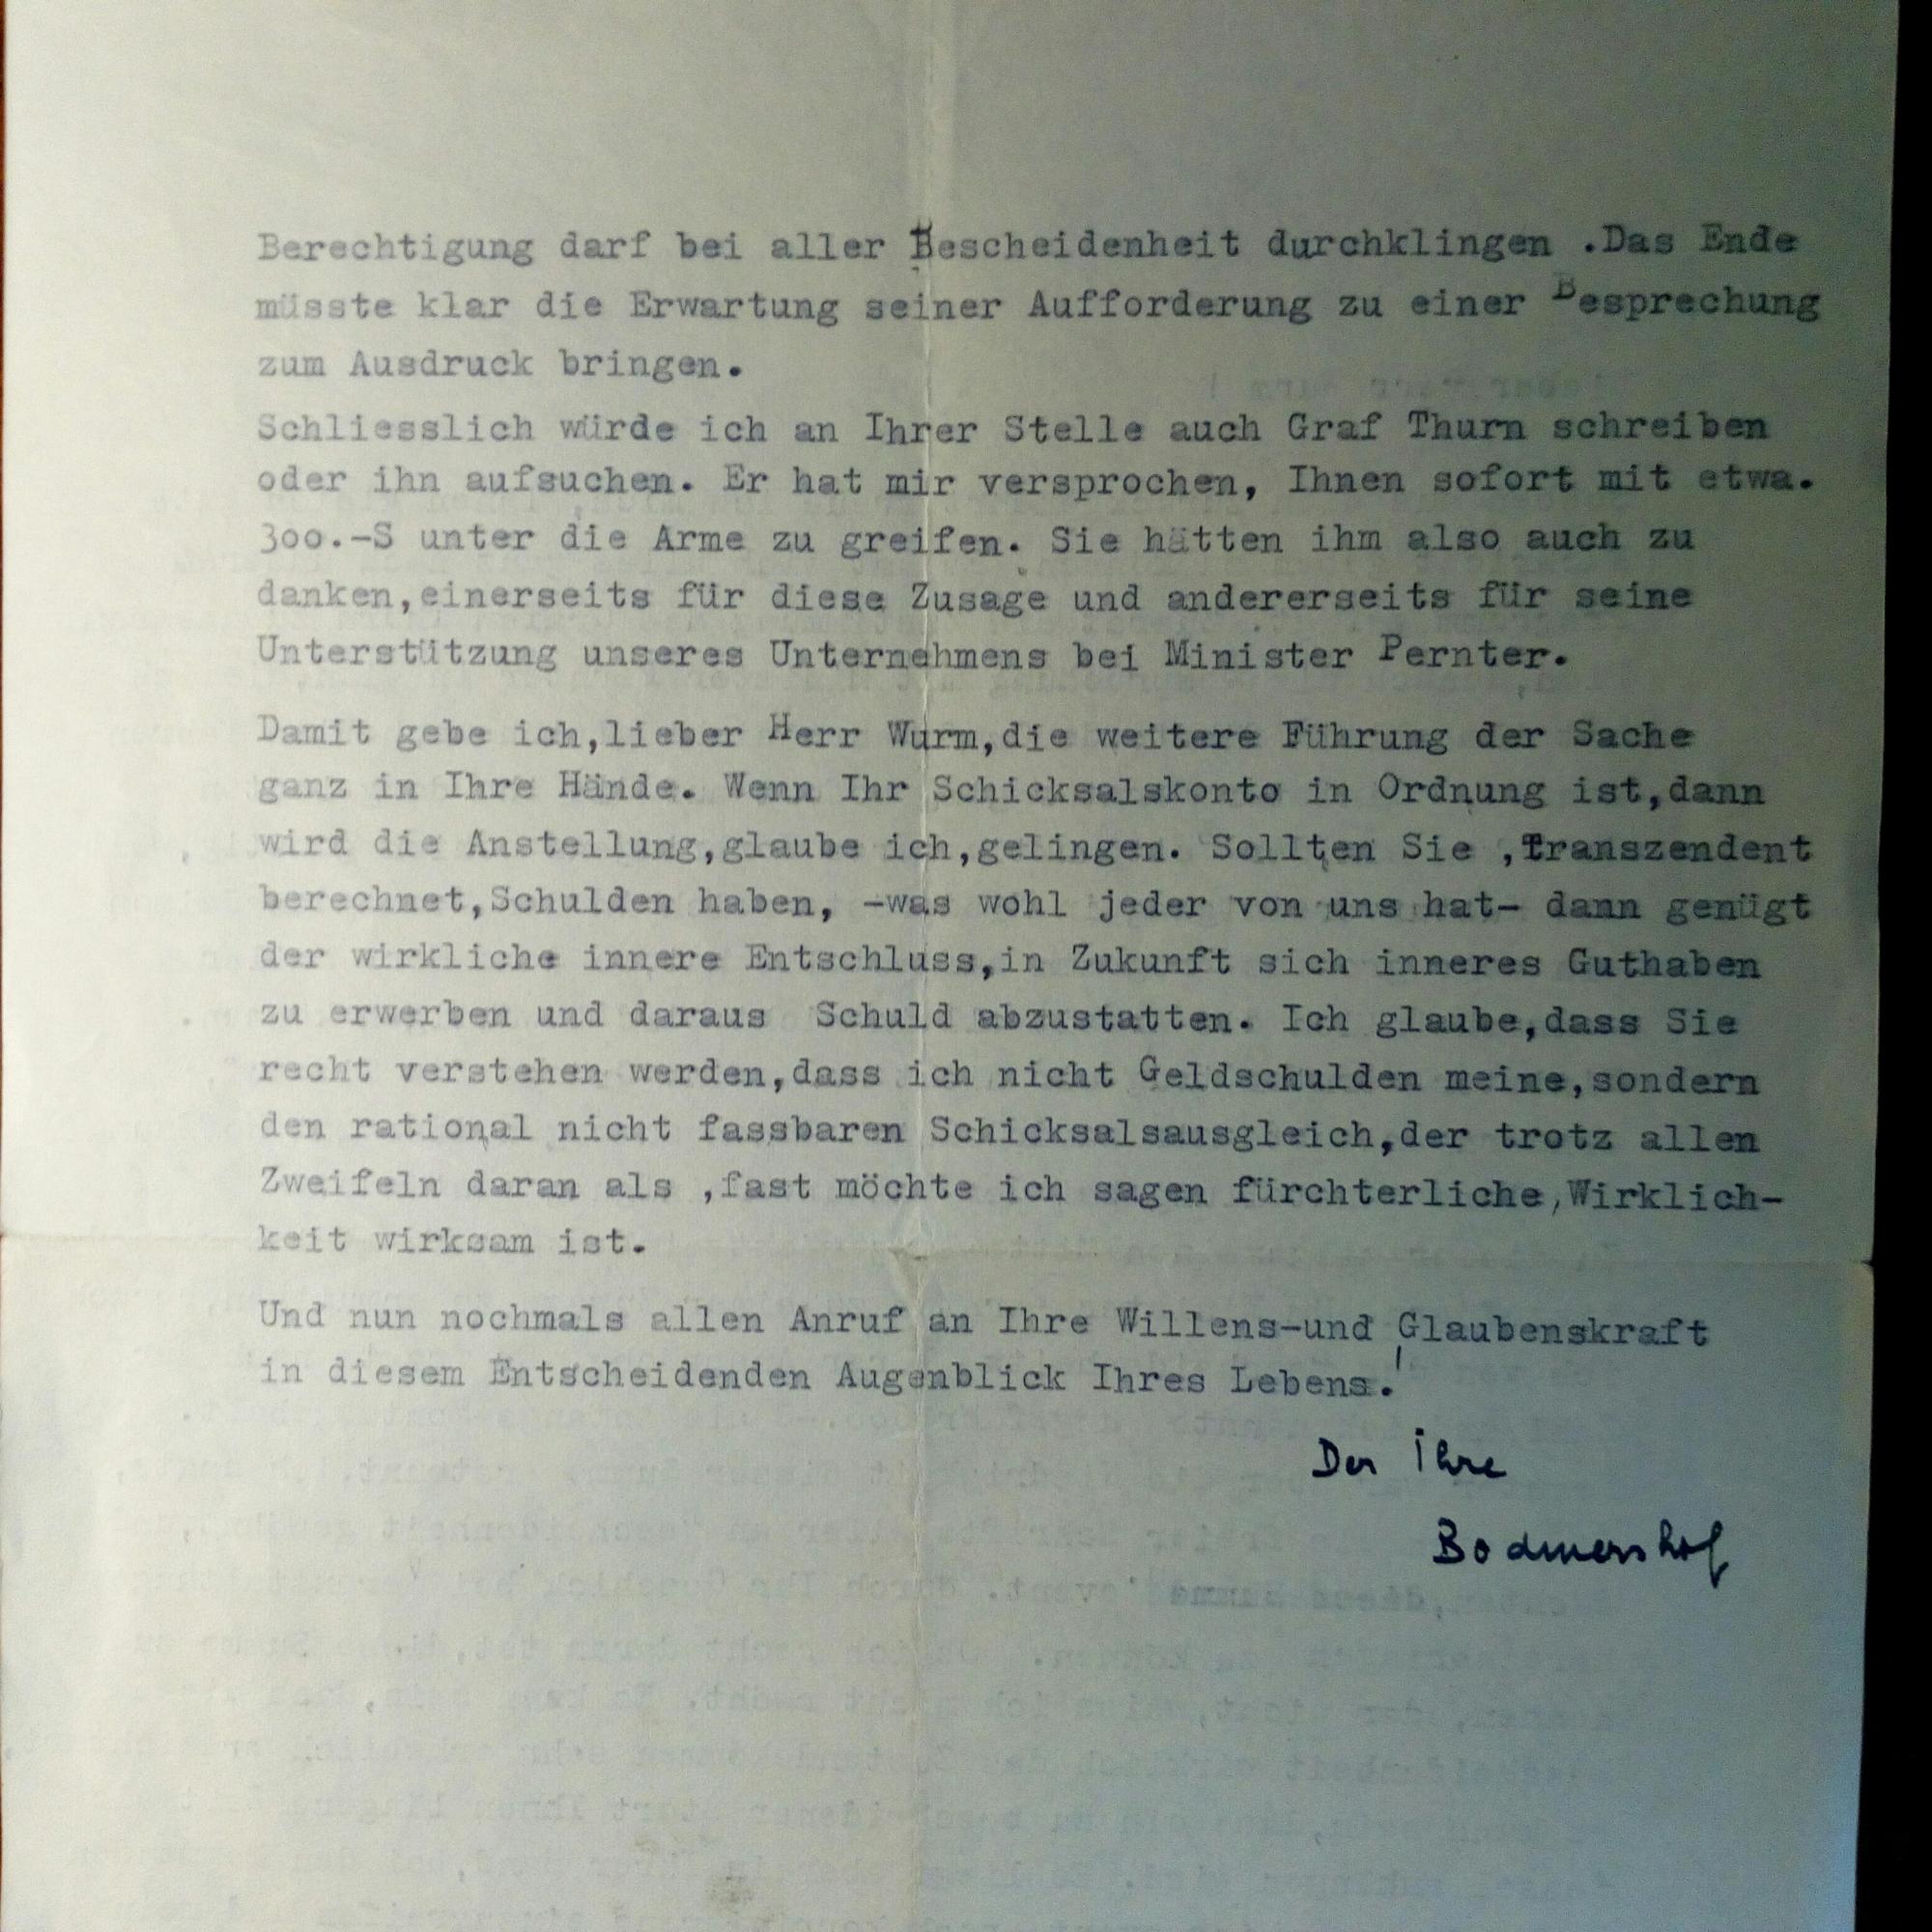 Berechtigung darf bei aller Bescheidenheit durchklingen .Das Ende
müsste klar die Erwartung seiner Aufforderung zu einer Besprechung
zum Ausdruck bringen.
Schliesslich würde ich an Ihrer Stelle auch Graf Thurn schreiben
oder ihn aufsuchen. Er hat mir versprochen, Ihnen sofort mit etwa.
300.-S unter die Arme zu greifen. Sie hätten ihm also auch zu
danken,einerseits für diese Zusage und andererseits für seine
Unterstützung unseres Unternehmens bei Minister Pernter.
Damit gebe ich,lieber Herr Wurm,die weitere Führung der Sache
ganz in Ihre Hände. Wenn Ihr Schicksalskonto in Ordnung ist,dann
wird die Anstellung,glaube ich,gelingen. Sollten Sie ,transzendent
berechnet,Schulden haben, -was wohl jeder von uns hat- dann genügt
der wirkliche innere Entschluss,in Zukunft sich inneres Guthaben
zu erwerben und daraus Schuld abzustatten. Ich glaube,dass Sie
recht verstehen werden,dass ich nicht Geldschulden meine,sondern
den rational nicht fassbaren Schicksalsausgleich,der trotz allen
Zweifeln daran als ,fast möchte ich sagen fürchterliche,Wirklich-
keit wirksam ist.
Und nun nochmals allen Anruf an Ihre Willens-und Glaubenskraft
in diesem Entscheidenden Augenblick Ihres Lebens!
Der Ihre
Bodmershof